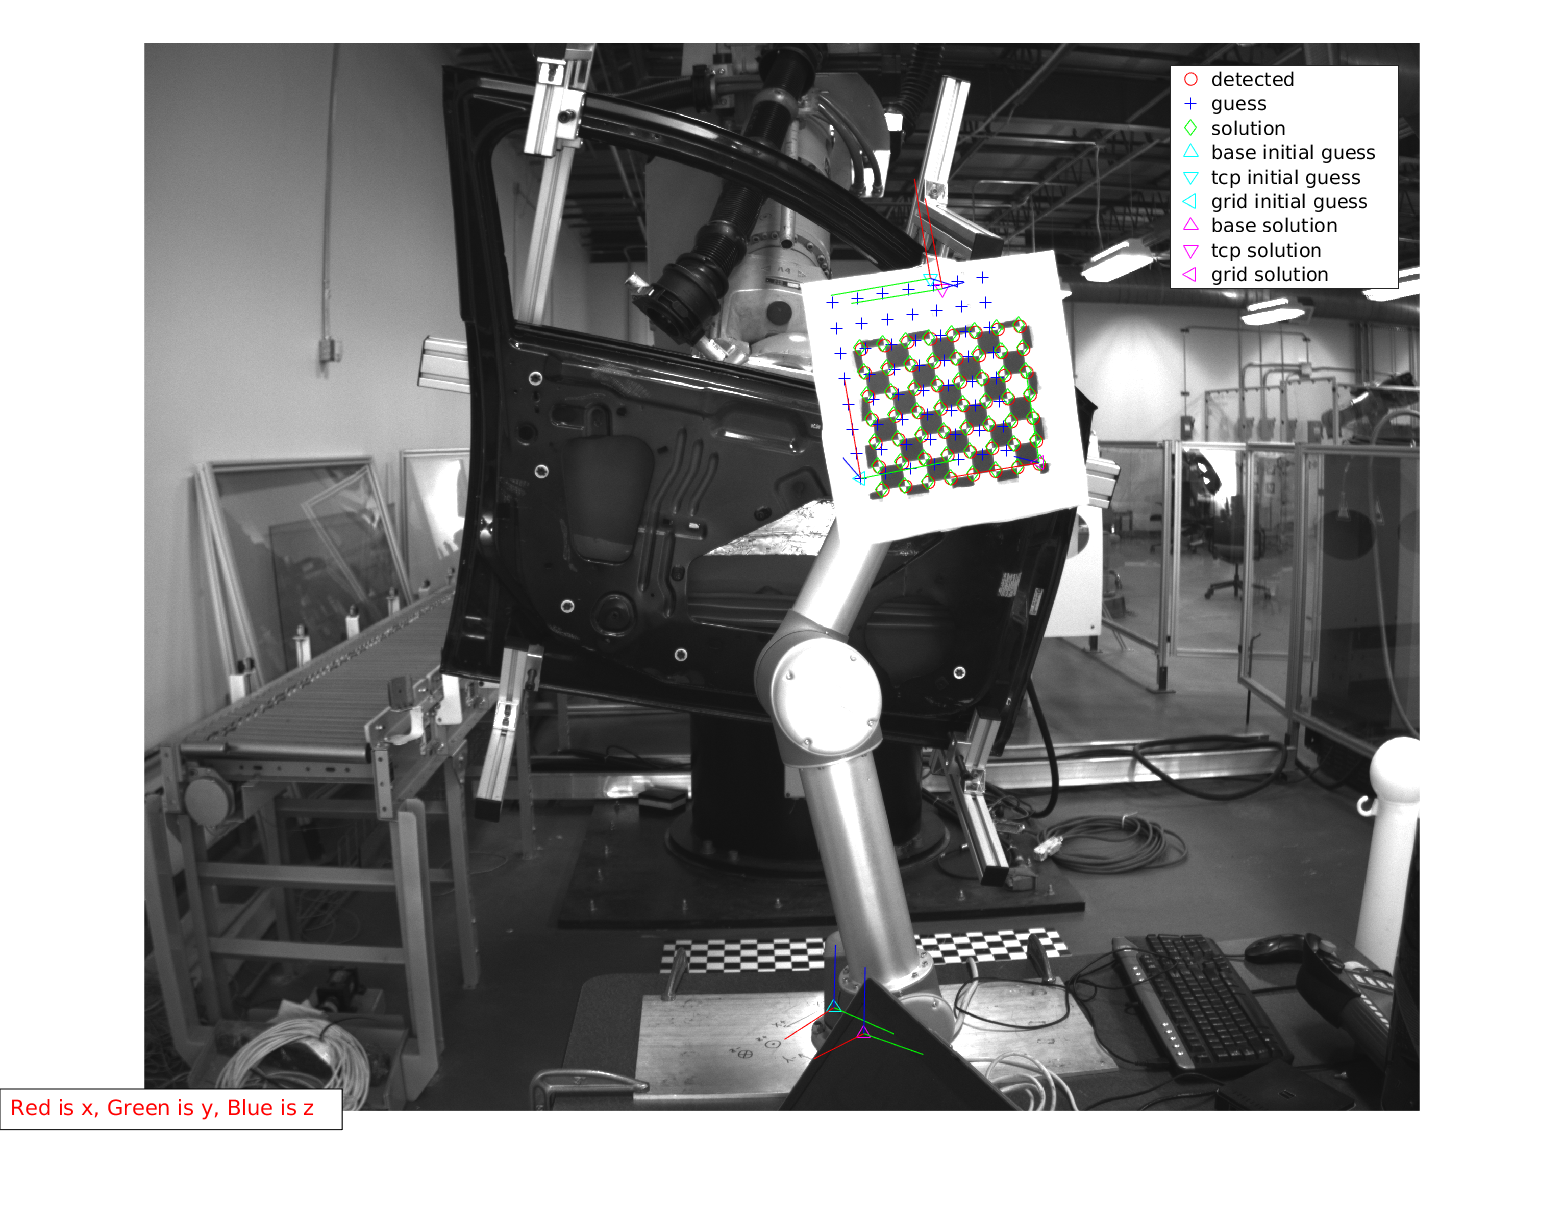 detected
guess
solution
base initial guess
tcp initial guess
grid initial guess
base solution
tcp solution
grid solution
Red is x, Green is y, Blue is z